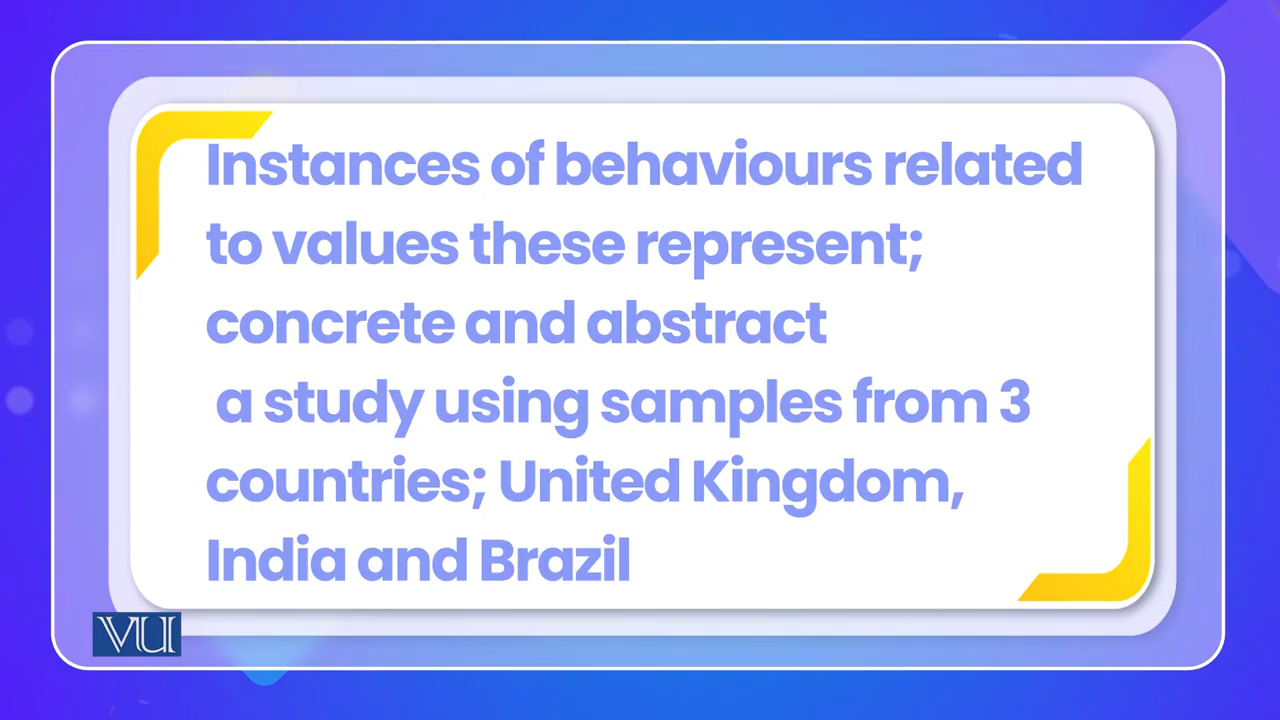 Instances of behaviours related
to values these represent;
concrete and abstract
a study using samples from 3
countries; United Kingdom,
India and Brazil
VU